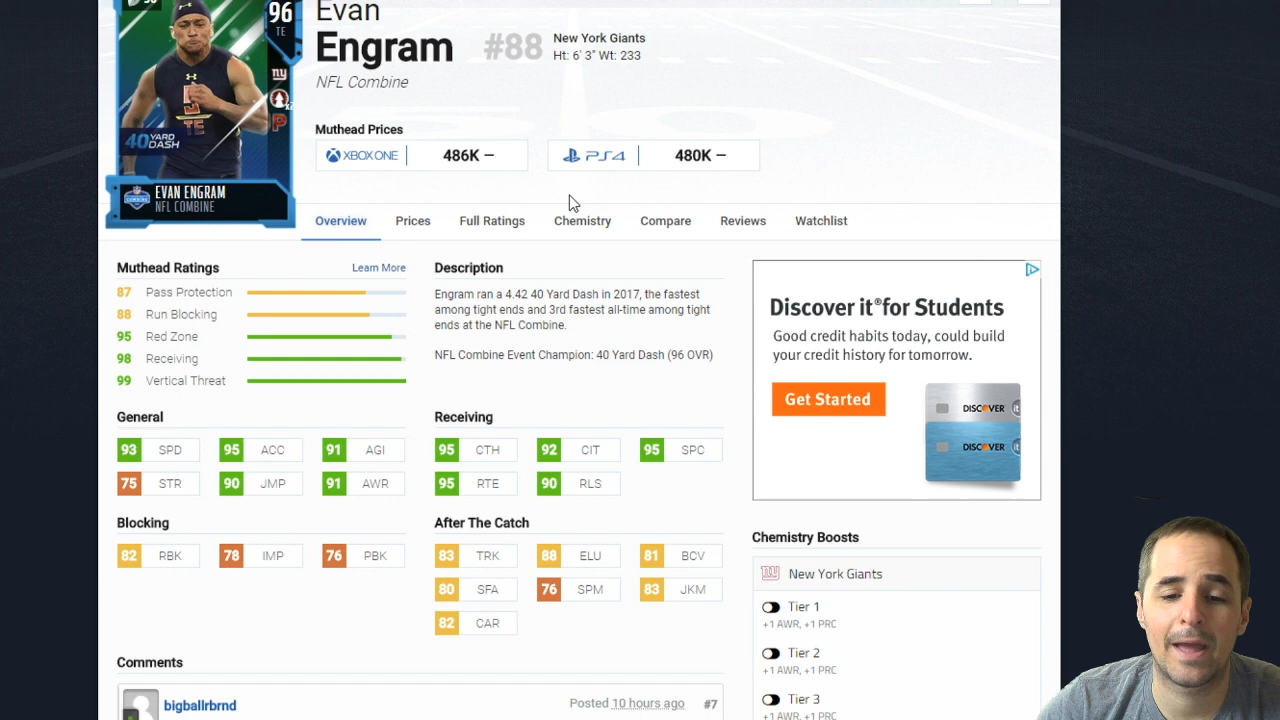 96
TE
40 YARD DASH
EVAN ENGRAM
NFL COMBINE
Evan
Engram
#88
New York Giants
Ht: 6' 3" Wt: 233
NFL Combine
Muthead Prices
XBOX ONE 486K —
PS4 480K —
Overview Prices Full Ratings Chemistry Compare Reviews Watchlist
Muthead Ratings Learn More
87 Pass Protection
88 Run Blocking
95 Red Zone
98 Receiving
99 Vertical Threat
Description
Engram ran a 4.42 40 Yard Dash in 2017, the fastest
among tight ends and 3rd fastest all-time among tight
ends at the NFL Combine.
NFL Combine Event Champion: 40 Yard Dash (96 OVR)
Discover it® for Students
Good credit habits today, could build
your credit history for tomorrow.
Get Started
DISCOVER it
DISCOVER it
General
93 SPD 95 ACC 91 AGI
75 STR 90 JMP 91 AWR
Receiving
95 CTH 92 CIT 95 SPC
95 RTE 90 RLS
Blocking
82 RBK 78 IMP 76 PBK
After The Catch
83 TRK 88 ELU 81 BCV
80 SFA 76 SPM 83 JKM
82 CAR
Chemistry Boosts
New York Giants
Tier 1
+1 AWR, +1 PRC
Tier 2
+1 AWR, +1 PRC
Tier 3
+1 AWR, +1 PRC
Comments
bigballrbrnd Posted 10 hours ago #7